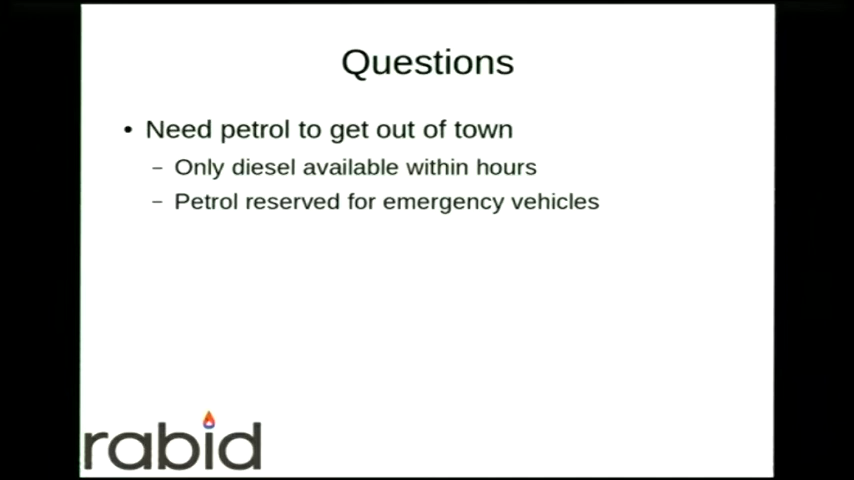 Questions
• Need petrol to get out of town
– Only diesel available within hours
– Petrol reserved for emergency vehicles
rabid